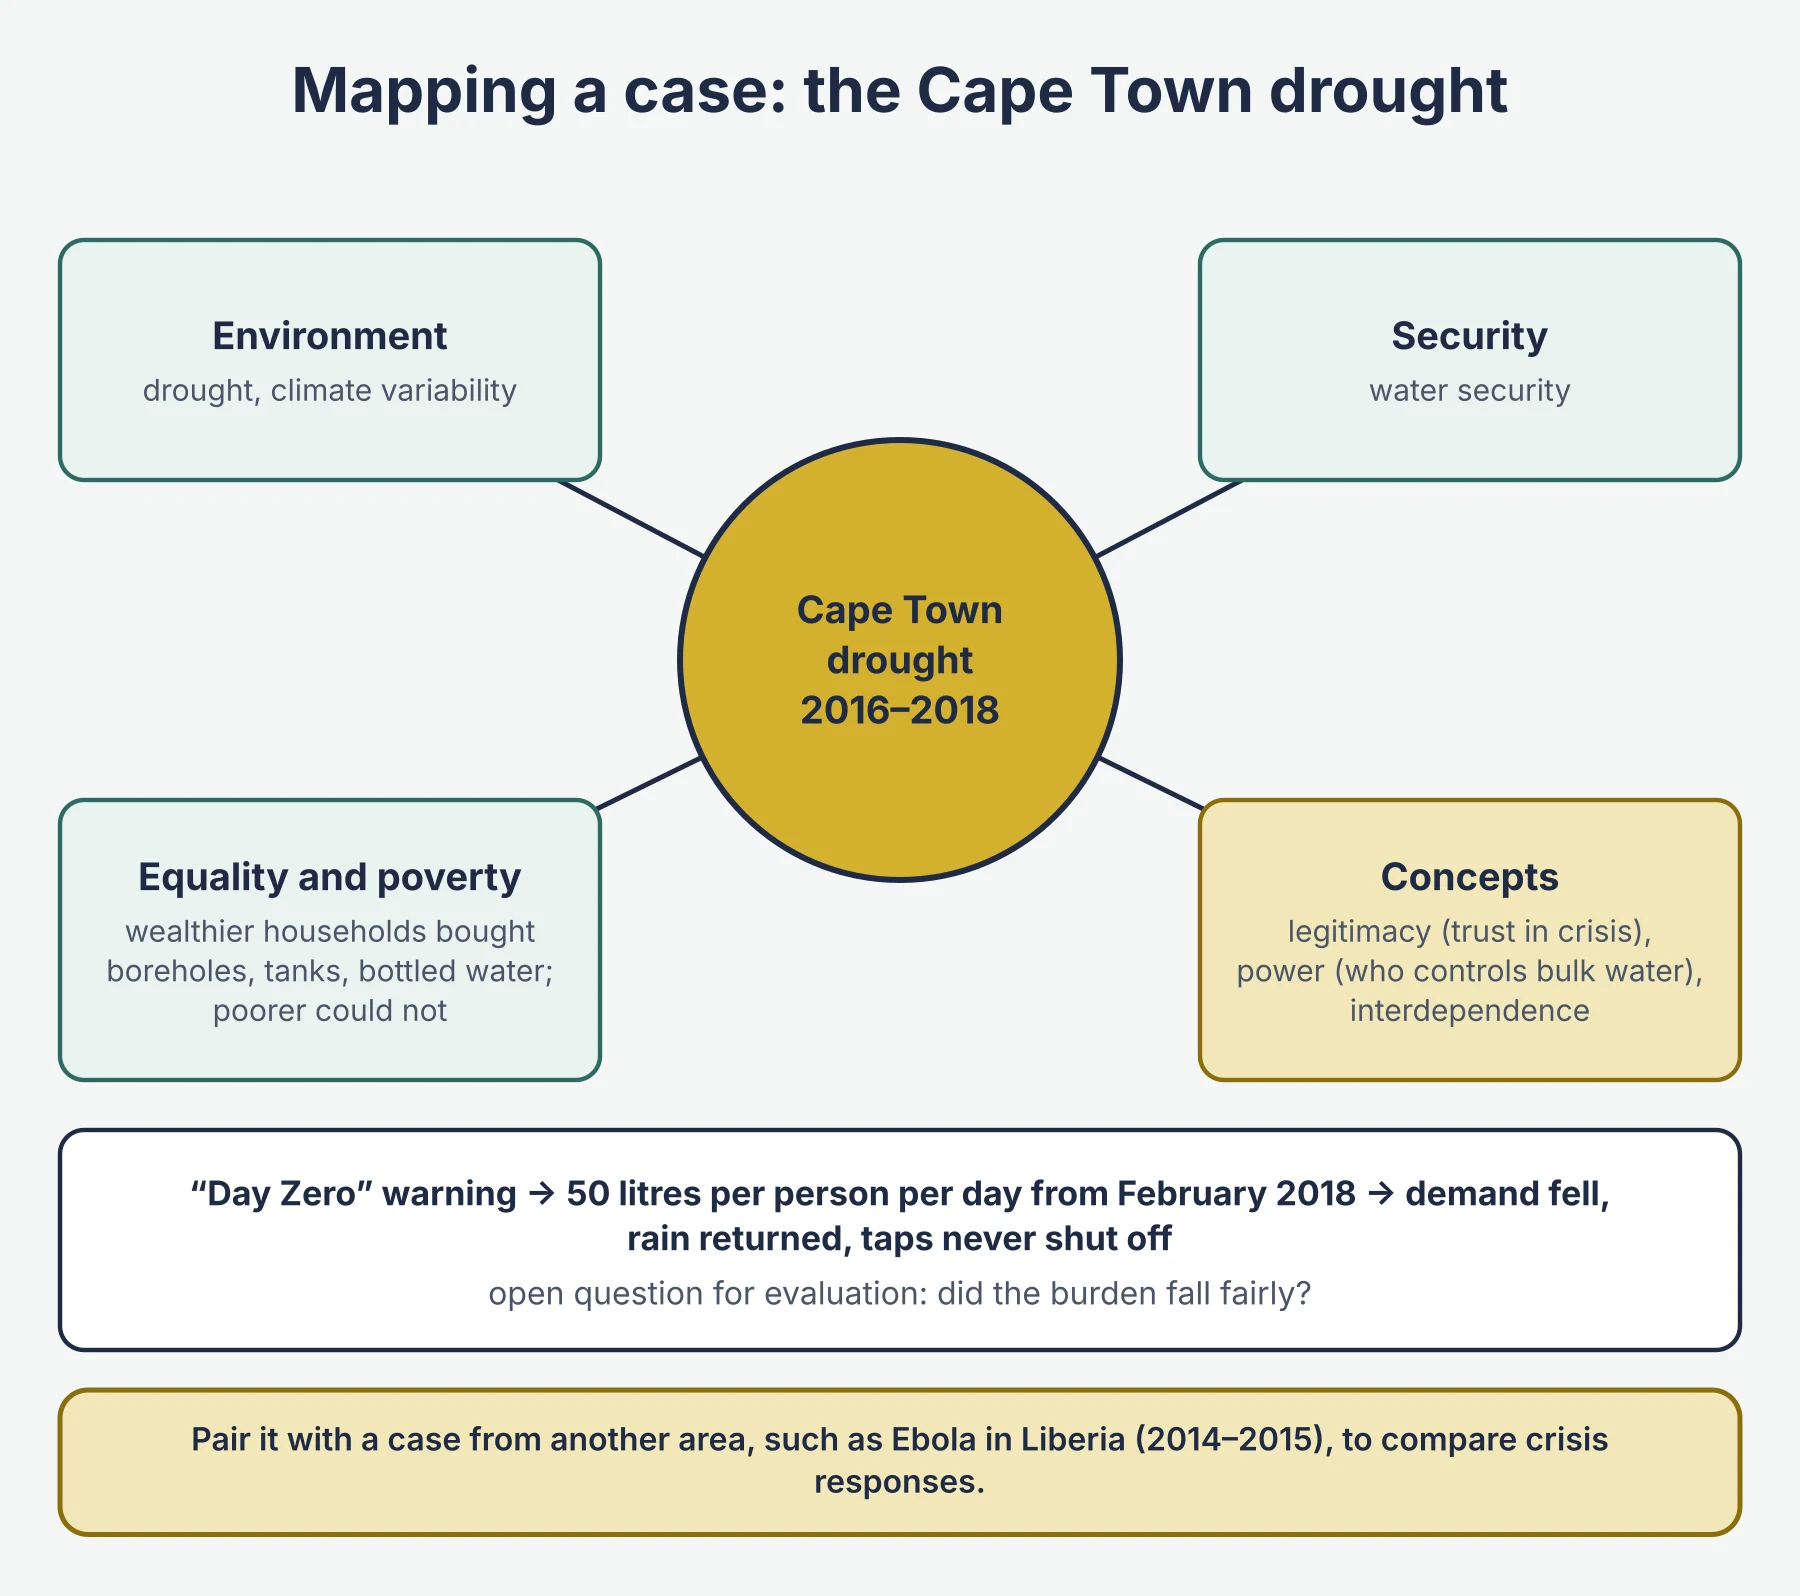 Mapping a case: the Cape Town drought
Environment
drought, climate variability
Security
water security
Cape Town
drought
2016–2018
Equality and poverty
wealthier households bought
boreholes, tanks, bottled water;
poorer could not
Concepts
legitimacy (trust in crisis),
power (who controls bulk water),
interdependence
“Day Zero” warning → 50 litres per person per day from February 2018 → demand fell,
rain returned, taps never shut off
open question for evaluation: did the burden fall fairly?
Pair it with a case from another area, such as Ebola in Liberia (2014–2015), to compare crisis
responses.